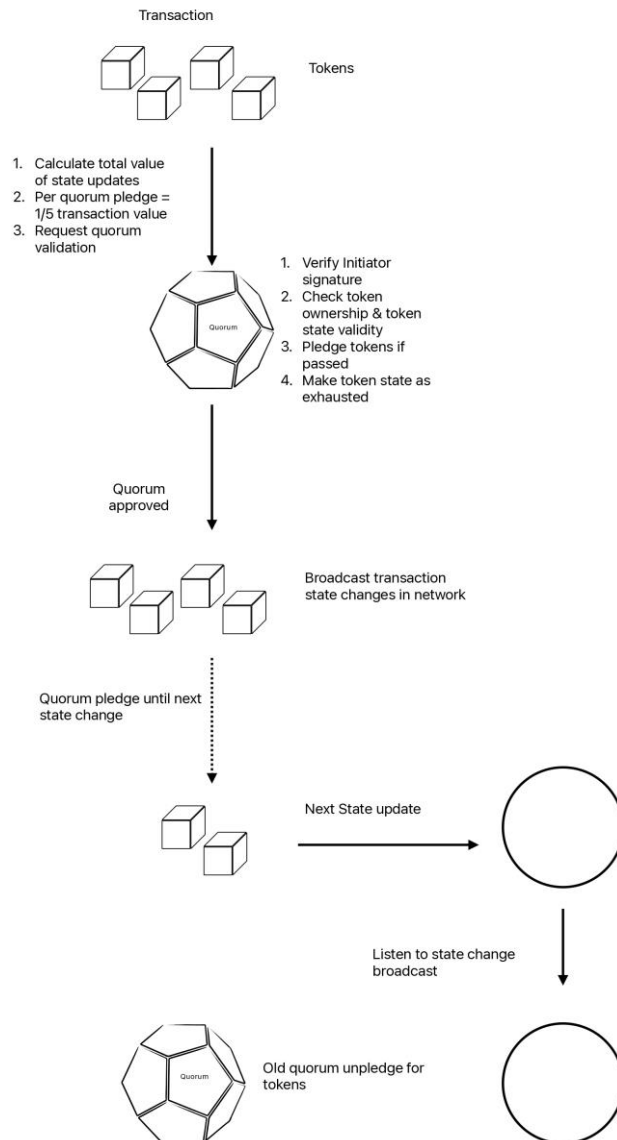 Transaction
Tokens
1. Calculate total value
of state updates
2. Per quorum pledge =
1/5 transaction value
3. Request quorum
validation
1. Verify Initiator
signature
2. Check token
ownership & token
state validity
3. Pledge tokens if
passed
4. Make token state as
exhausted
Quorum
Quorum
approved
Broadcast transaction
state changes in network
Quorum pledge until next
state change
Next State update
Listen to state change
broadcast
Quorum
Old quorum unpledge for
tokens